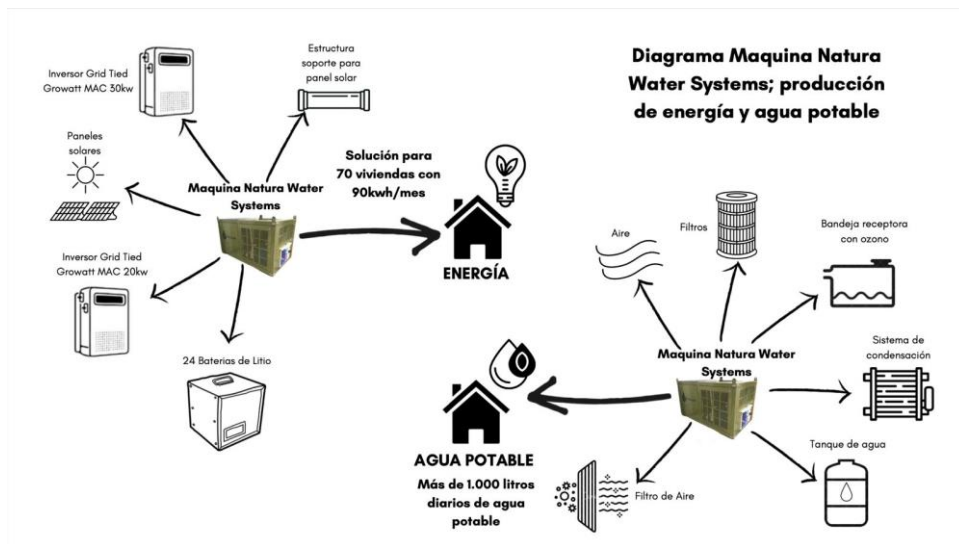 Diagrama Maquina Natura
Water Systems; producción
de energía y agua potable
Inversor Grid Tied
Growatt MAC 30kw
Estructura
soporte para
panel solar
Paneles
solares
Solución para
70 viviendas con
90kwh/mes
Maquina Natura Water
Systems
Inversor Grid Tied
Growatt MAC 20kw
ENERGÍA
24 Baterias de Litio
Aire
Filtros
Bandeja receptora
con ozono
Maquina Natura Water
Systems
Sistema de
condensación
AGUA POTABLE
Más de 1.000 litros
diarios de agua
potable
Filtro de Aire
Tanque de agua